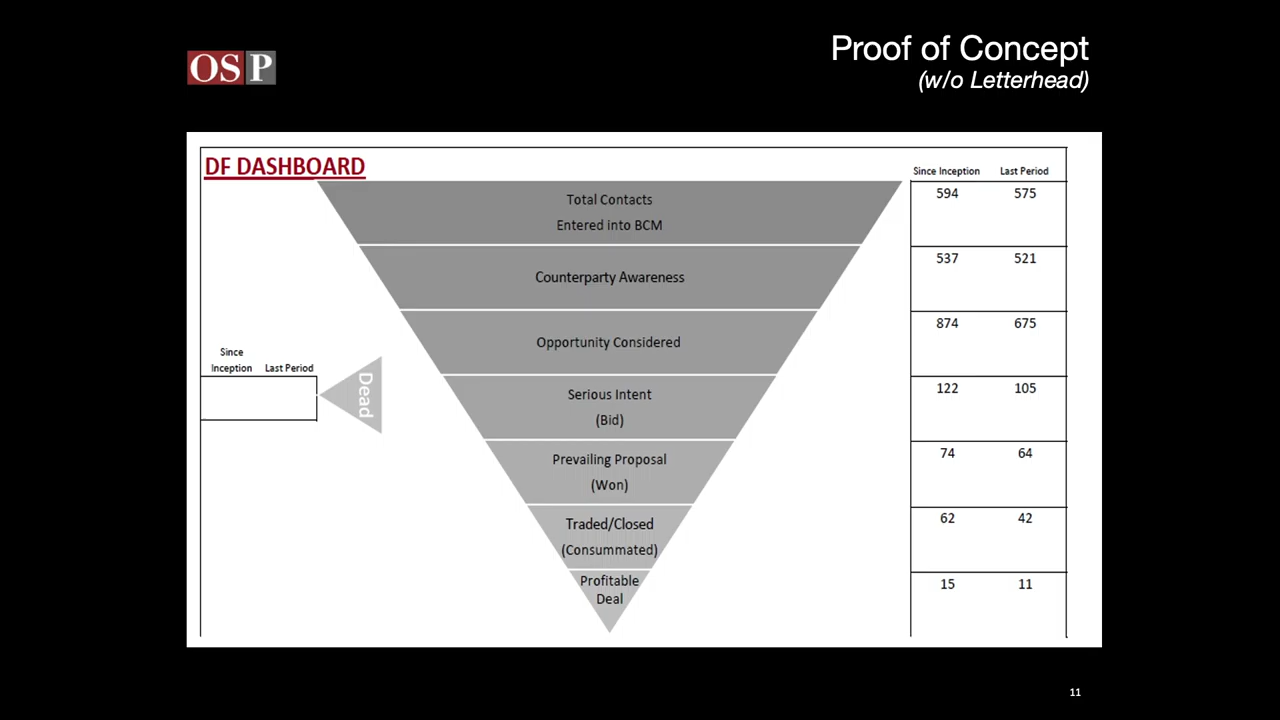 OSP
Proof of Concept
(w/o Letterhead)
DF DASHBOARD
Since Inception Last Period
Total Contacts
Entered into BCM
594 575
Counterparty Awareness
537 521
Opportunity Considered
874 675
Since
Inception Last Period
Dead
Serious Intent
(Bid)
122 105
Prevailing Proposal
(Won)
74 64
Traded/Closed
(Consummated)
62 42
Profitable
Deal
15 11
11